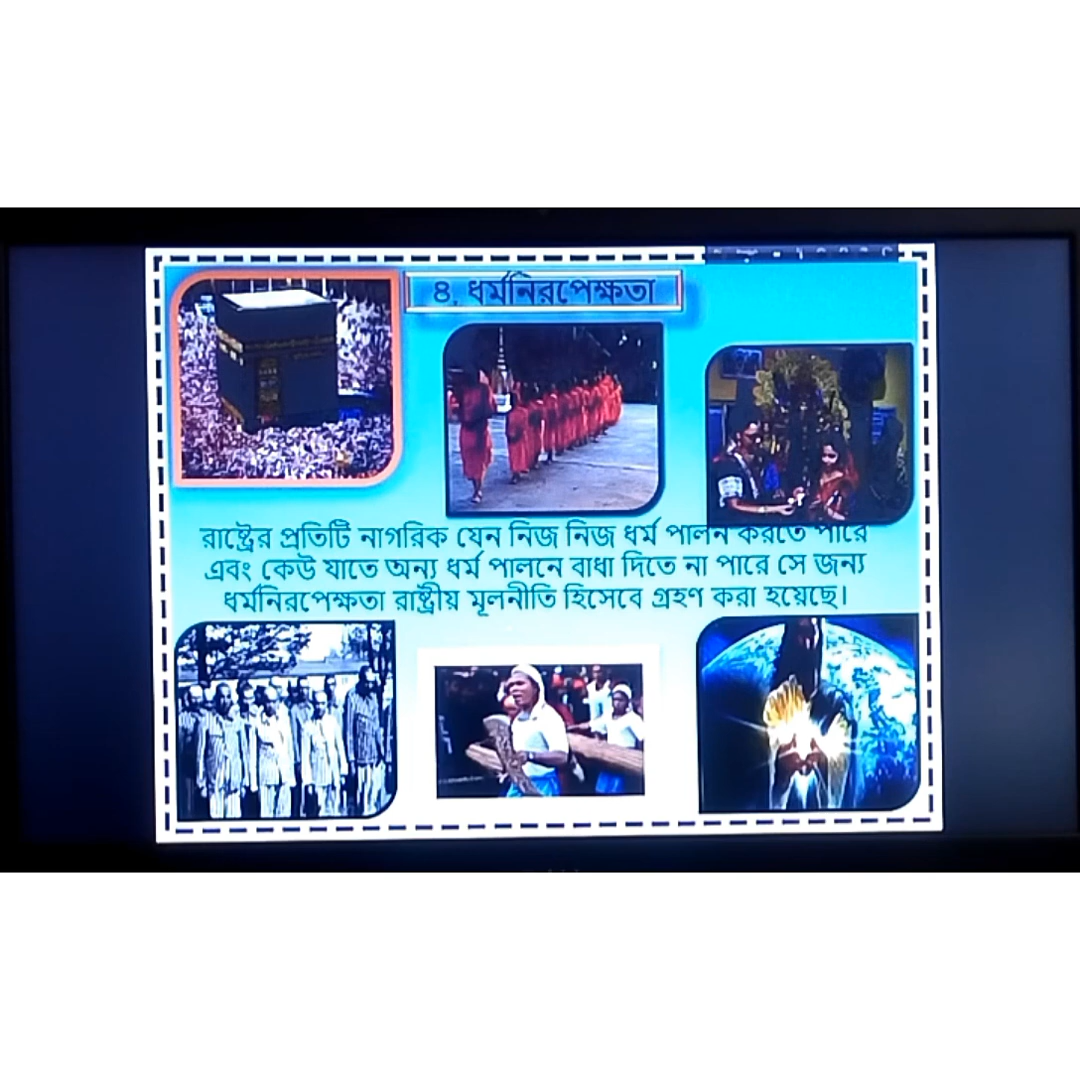 ৪. ধর্মনিরপেক্ষতা
রাষ্ট্রের প্রতিটি নাগরিক যেন নিজ নিজ ধর্ম পালন করতে পারে
এবং কেউ যাতে অন্য ধর্ম পালনে বাধা দিতে না পারে সে জন্য
ধর্মনিরপেক্ষতা রাষ্ট্রীয় মূলনীতি হিসেবে গ্রহণ করা হয়েছে।